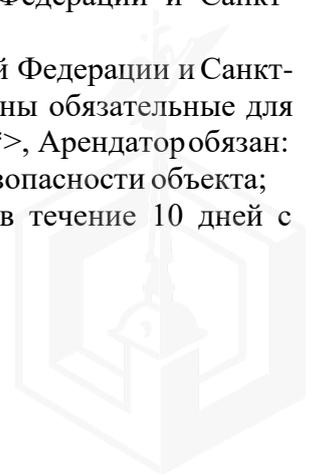 Федерации и Санкт-
й Федерации и Санкт-
ны обязательные для
>, Арендатор обязан:
зопасности объекта;
в течение 10 дней с